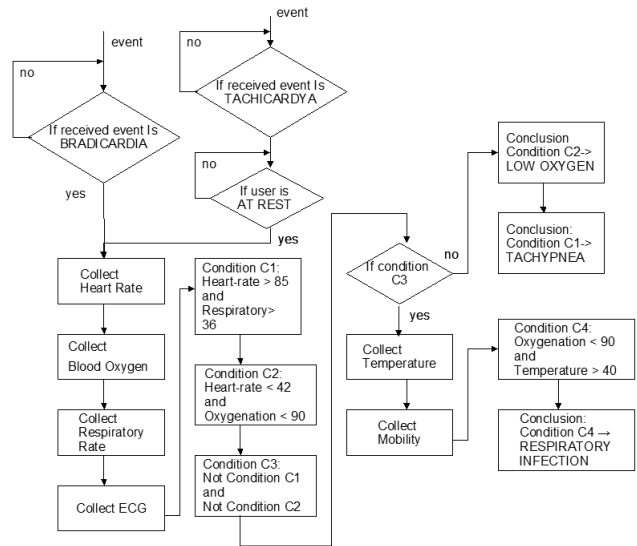 event
no
If received event Is
BRADICARDIA
yes
event
no
If received event Is
TACHICARDYA
no
If user is
AT REST
yes
Collect
Heart Rate
Collect
Blood Oxygen
Collect
Respiratory
Rate
Collect ECG
Condition C1:
Heart-rate > 85
and
Respiratory>
36
Condition C2:
Heart-rate < 42
and
Oxygenation < 90
Condition C3:
Not Condition C1
and
Not Condition C2
If condition
C3
no
yes
Conclusion
Condition C2->
LOW OXYGEN
Conclusion:
Condition C1->
TACHYPNEA
Collect
Temperature
Collect
Mobility
Condition C4:
Oxygenation < 90
and
Temperature > 40
Conclusion:
Condition C4 →
RESPIRATORY
INFECTION